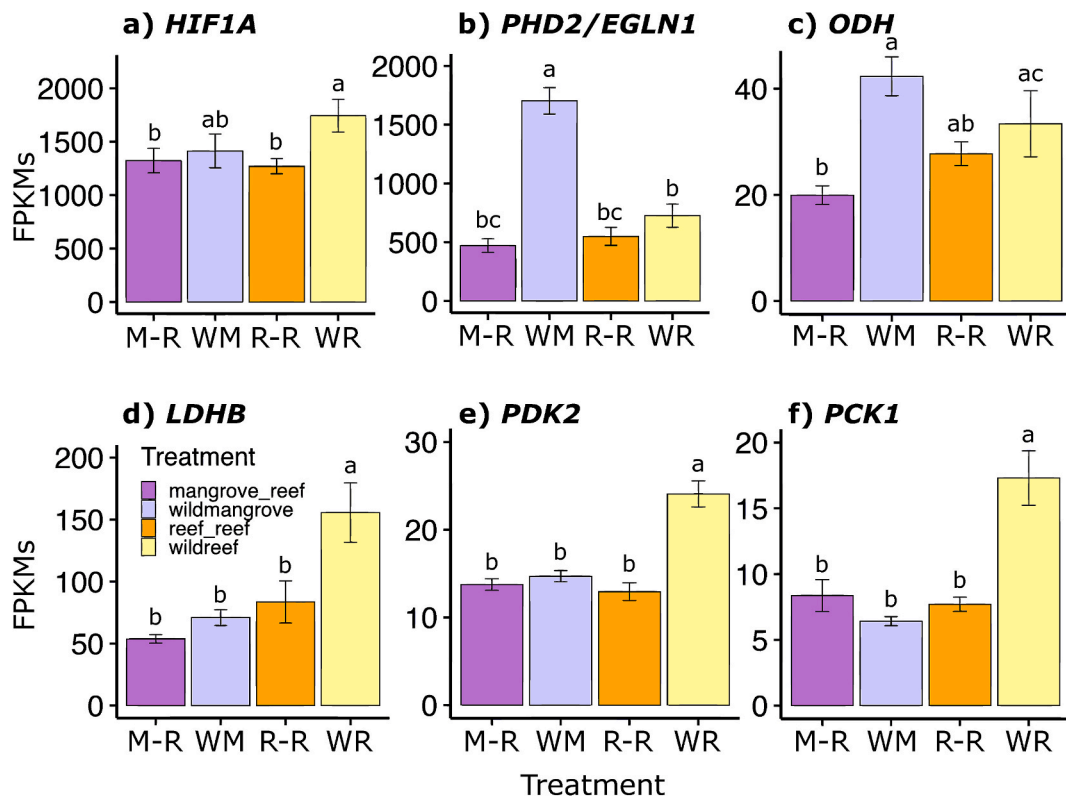 a) HIF1A
b) PHD2/EGLN1
c) ODH
FPKMs
2000
1500
1000
500
0
b
ab
b
a
M-R WM R-R WR
2000
1500
1000
500
0
bc
a
bc
b
M-R WM R-R WR
40
20
0
b
a
ab
ac
M-R WM R-R WR
d) LDHB
e) PDK2
f) PCK1
FPKMs
200
150
100
50
0
Treatment
mangrove_reef
wildmangrove
reef_reef
wildreef
b
b
b
a
M-R WM R-R WR
30
20
10
0
b
b
b
a
M-R WM R-R WR
20
15
10
5
0
b
b
b
a
M-R WM R-R WR
Treatment